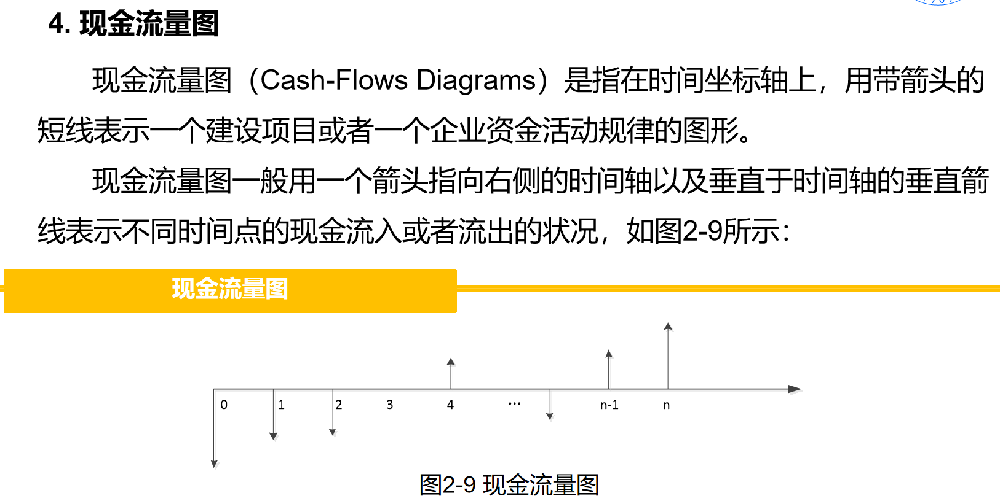 4. 现金流量图
现金流量图（Cash-Flows Diagrams）是指在时间坐标轴上，用带箭头的
短线表示一个建设项目或者一个企业资金活动规律的图形。
现金流量图一般用一个箭头指向右侧的时间轴以及垂直于时间轴的垂直箭
线表示不同时间点的现金流入或者流出的状况，如图2-9所示：
现金流量图
0 1 2 3 4 ··· n-1 n
图2-9 现金流量图